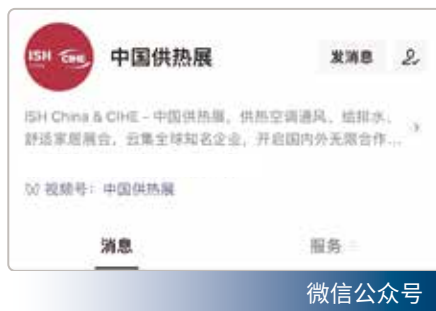 ISH CIHE
中国供热展
发消息
ISH China & CIHE – 中国供热展，供热空调通风、给排水、
舒适家居展会，云集全球知名企业，开启国内外无限合作...
视频号：中国供热展
消息
服务
微信公众号